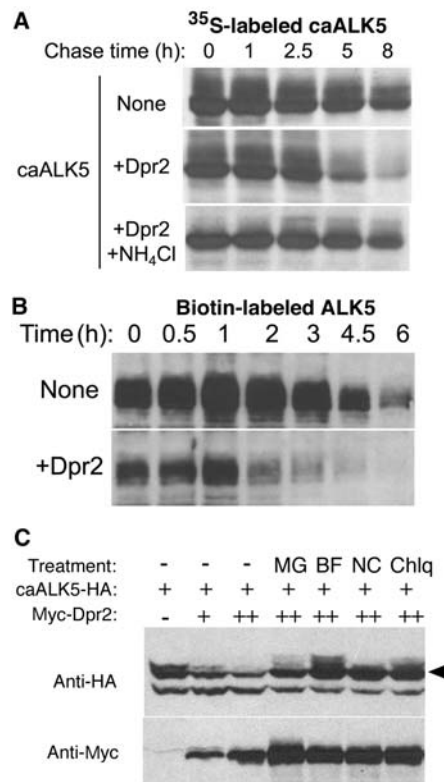 A
³⁵S-labeled caALK5
Chase time (h): 0 1 2.5 5 8
None
caALK5
+Dpr2
+Dpr2
+NH₄Cl
B
Biotin-labeled ALK5
Time (h): 0 0.5 1 2 3 4.5 6
None
+Dpr2
C
Treatment: - - - MG BF NC Chlq
caALK5-HA: + + + + + + +
Myc-Dpr2: - + ++ ++ ++ ++ ++
Anti-HA
Anti-Myc